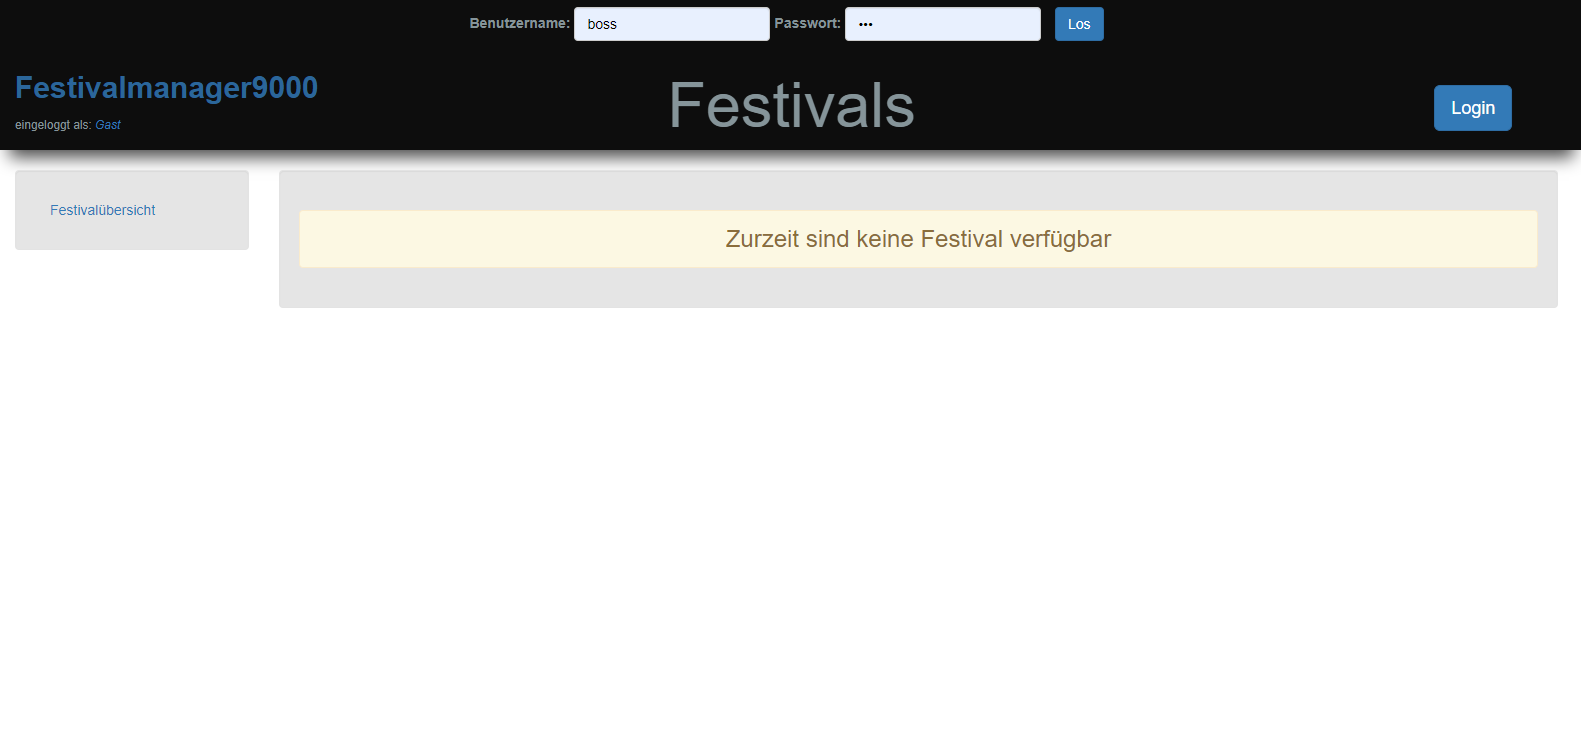 Benutzername: boss Passwort: ••• Los
Festivalmanager9000
eingeloggt als: Gast
Festivals
Login
Festivalübersicht
Zurzeit sind keine Festival verfügbar